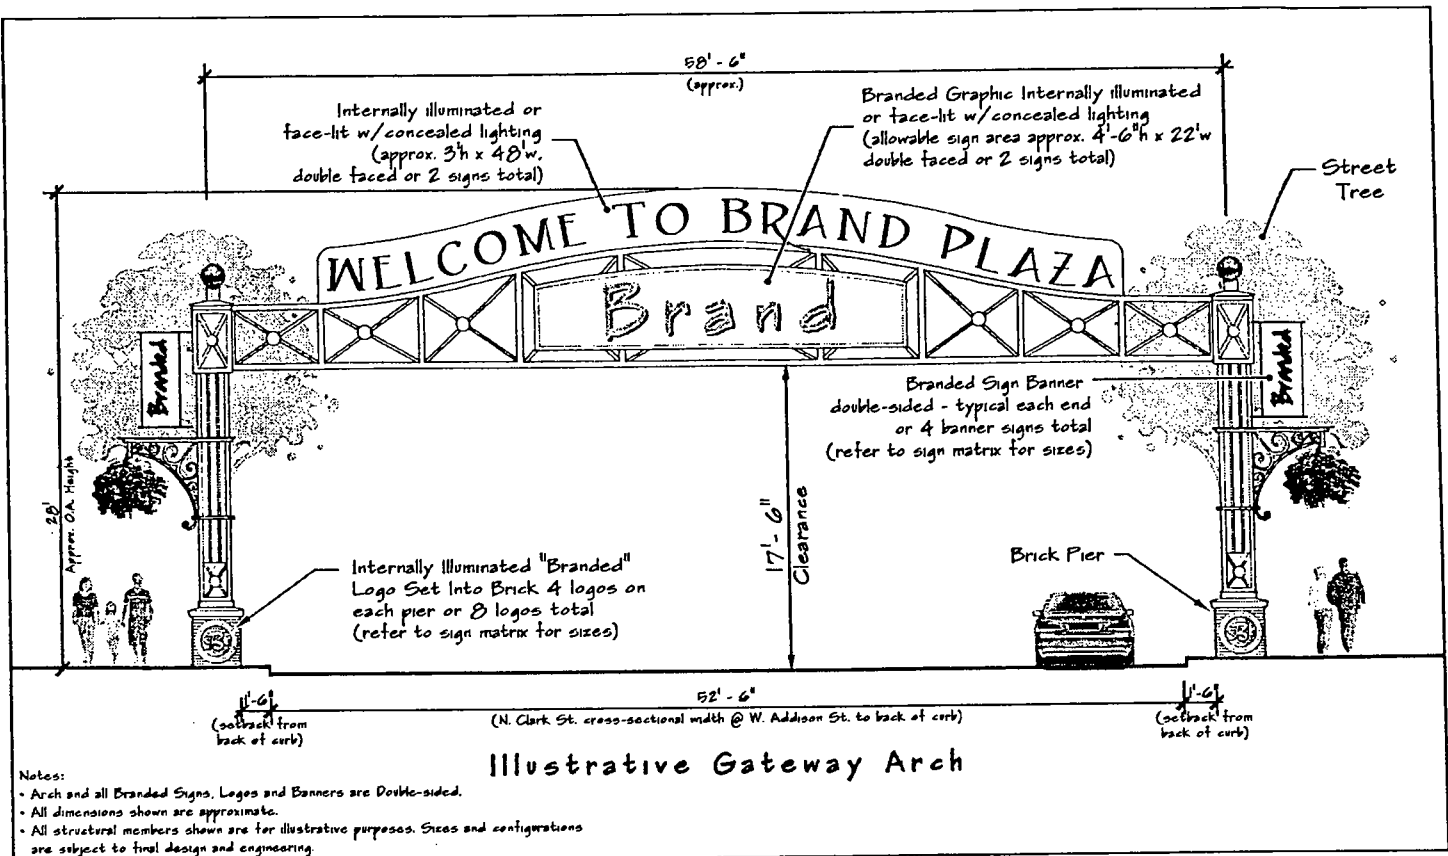 58' - 6"
(approx.)
Internally illuminated or
face-lit w/concealed lighting
(approx. 3'h x 48'w,
double faced or 2 signs total)
Branded Graphic Internally illuminated
or face-lit w/concealed lighting
(allowable sign area approx. 4'-6"h x 22'w
double faced or 2 signs total)
Street
Tree
WELCOME TO BRAND PLAZA
Brand
Branded
Branded
Branded Sign Banner
double-sided - typical each end
or 4 banner signs total
(refer to sign matrix for sizes)
28'
Approx. O.A. Height
17' - 6"
Clearance
Internally Illuminated "Branded"
Logo Set Into Brick 4 logos on
each pier or 8 logos total
(refer to sign matrix for sizes)
Brick Pier
B
B
1'-6"
(setback from
back of curb)
52' - 6"
(N. Clark St. cross-sectional width @ W. Addison St. to back of curb)
1'-6"
(setback from
back of curb)
Illustrative Gateway Arch
Notes:
• Arch and all Branded Signs, Logos and Banners are Double-sided.
• All dimensions shown are approximate.
• All structural members shown are for illustrative purposes. Sizes and configurations
are subject to final design and engineering.